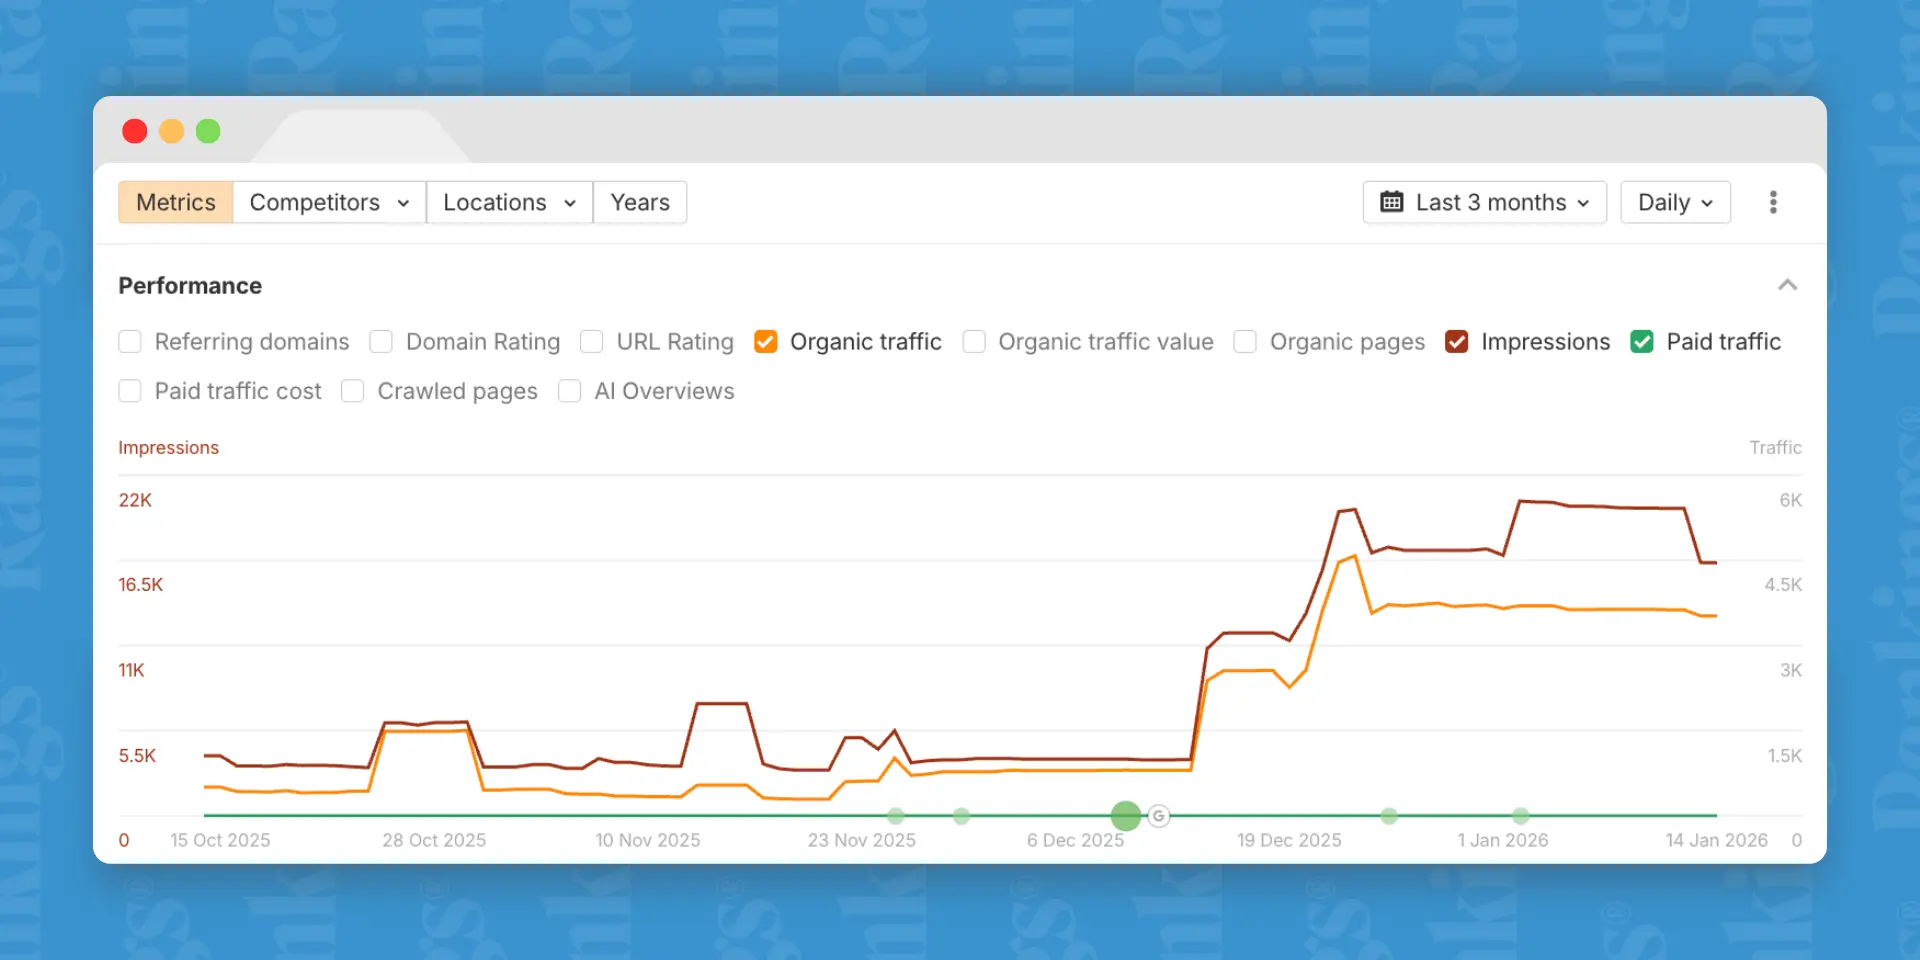 Metrics Competitors Locations Years Last 3 months Daily
Performance
Referring domains Domain Rating URL Rating Organic traffic Organic traffic value Organic pages Impressions Paid traffic
Paid traffic cost Crawled pages AI Overviews
Impressions Traffic
22K 6K
16.5K 4.5K
11K 3K
5.5K 1.5K
G
0 15 Oct 2025 28 Oct 2025 10 Nov 2025 23 Nov 2025 6 Dec 2025 19 Dec 2025 1 Jan 2026 14 Jan 2026 0
Rankings®